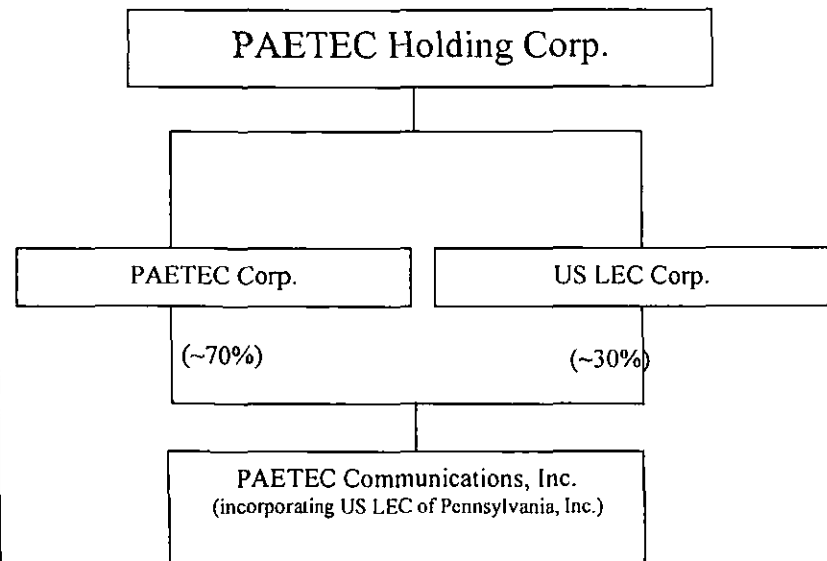 PAETEC Holding Corp.
PAETEC Corp.
US LEC Corp.
(~70%)
(~30%)
PAETEC Communications, Inc.
(incorporating US LEC of Pennsylvania, Inc.)